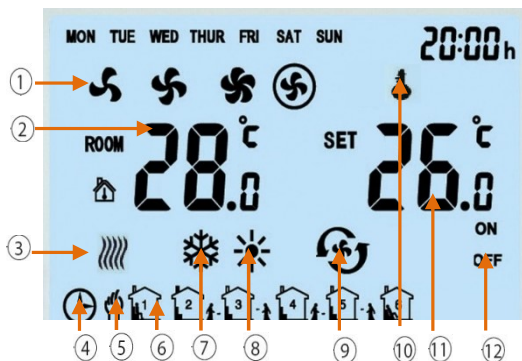 MON TUE WED THUR FRI SAT SUN 20:00h
①
② ROOM 28.0 °C SET 26.0 °C
③ ON
OFF
1 2 3 4 5 6
④ ⑤ ⑥ ⑦ ⑧ ⑨ ⑩ ⑪ ⑫